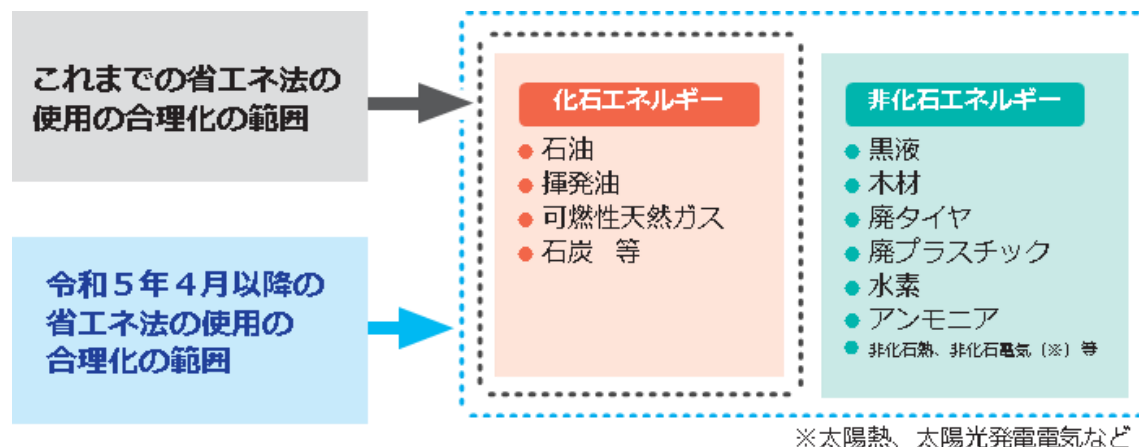 これまでの省エネ法の
使用の合理化の範囲
令和５年４月以降の
省エネ法の使用の
合理化の範囲
化石エネルギー
● 石油
● 揮発油
● 可燃性天然ガス
● 石炭　等
非化石エネルギー
● 黒液
● 木材
● 廃タイヤ
● 廃プラスチック
● 水素
● アンモニア
● 非化石熱、非化石電気（※）等
※太陽熱、太陽光発電電気など